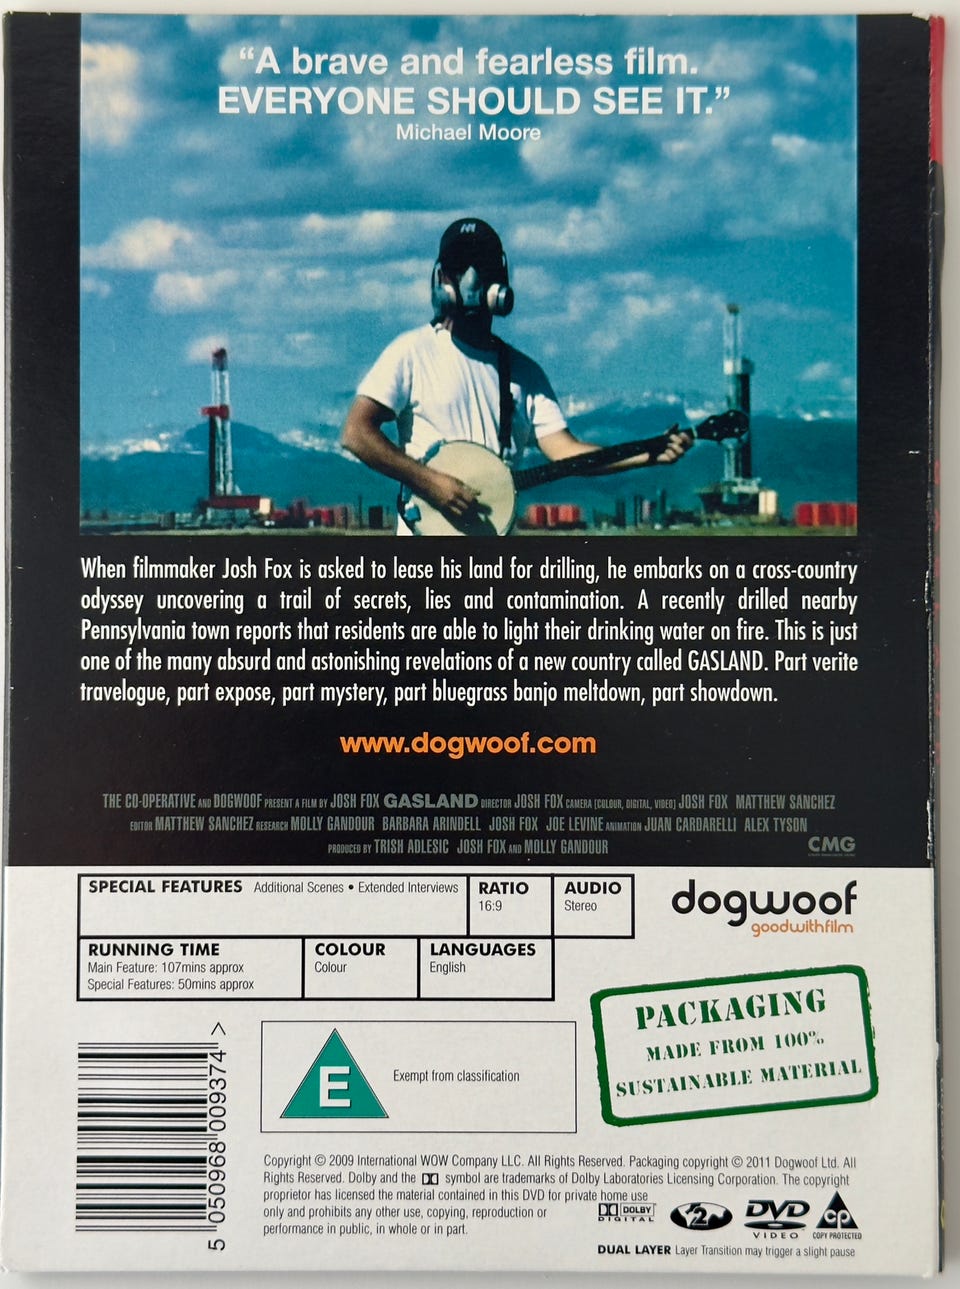 “A brave and fearless film.
EVERYONE SHOULD SEE IT.”
Michael Moore
When filmmaker Josh Fox is asked to lease his land for drilling, he embarks on a cross-country
odyssey uncovering a trail of secrets, lies and contamination. A recently drilled nearby
Pennsylvania town reports that residents are able to light their drinking water on fire. This is just
one of the many absurd and astonishing revelations of a new country called GASLAND. Part verite
travelogue, part expose, part mystery, part bluegrass banjo meltdown, part showdown.
www.dogwoof.com
THE CO-OPERATIVE AND DOGWOOF PRESENT A FILM BY JOSH FOX GASLAND DIRECTOR JOSH FOX CAMERA (COLOUR, DIGITAL, VIDEO) JOSH FOX MATTHEW SANCHEZ
EDITOR MATTHEW SANCHEZ RESEARCH MOLLY GANDOUR BARBARA ARINDELL JOSH FOX JOE LEVINE ANIMATION JUAN CARDARELLI ALEX TYSON
PRODUCED BY TRISH ADLESIC JOSH FOX AND MOLLY GANDOUR
CMG
SPECIAL FEATURES Additional Scenes • Extended Interviews
RATIO
16:9
AUDIO
Stereo
dogwoof
goodwithfilm
RUNNING TIME
Main Feature: 107mins approx
Special Features: 50mins approx
COLOUR
Colour
LANGUAGES
English
PACKAGING
MADE FROM 100%
SUSTAINABLE MATERIAL
E
Exempt from classification
5 050968 009374 >
Copyright © 2009 International WOW Company LLC. All Rights Reserved. Packaging copyright © 2011 Dogwoof Ltd. All
Rights Reserved. Dolby and the symbol are trademarks of Dolby Laboratories Licensing Corporation. The copyright
proprietor has licensed the material contained in this DVD for private home use
only and prohibits any other use, copying, reproduction or
performance in public, in whole or in part.
DOLBY
DIGITAL
2
DVD
VIDEO
CP
COPY PROTECTED
DUAL LAYER Layer Transition may trigger a slight pause